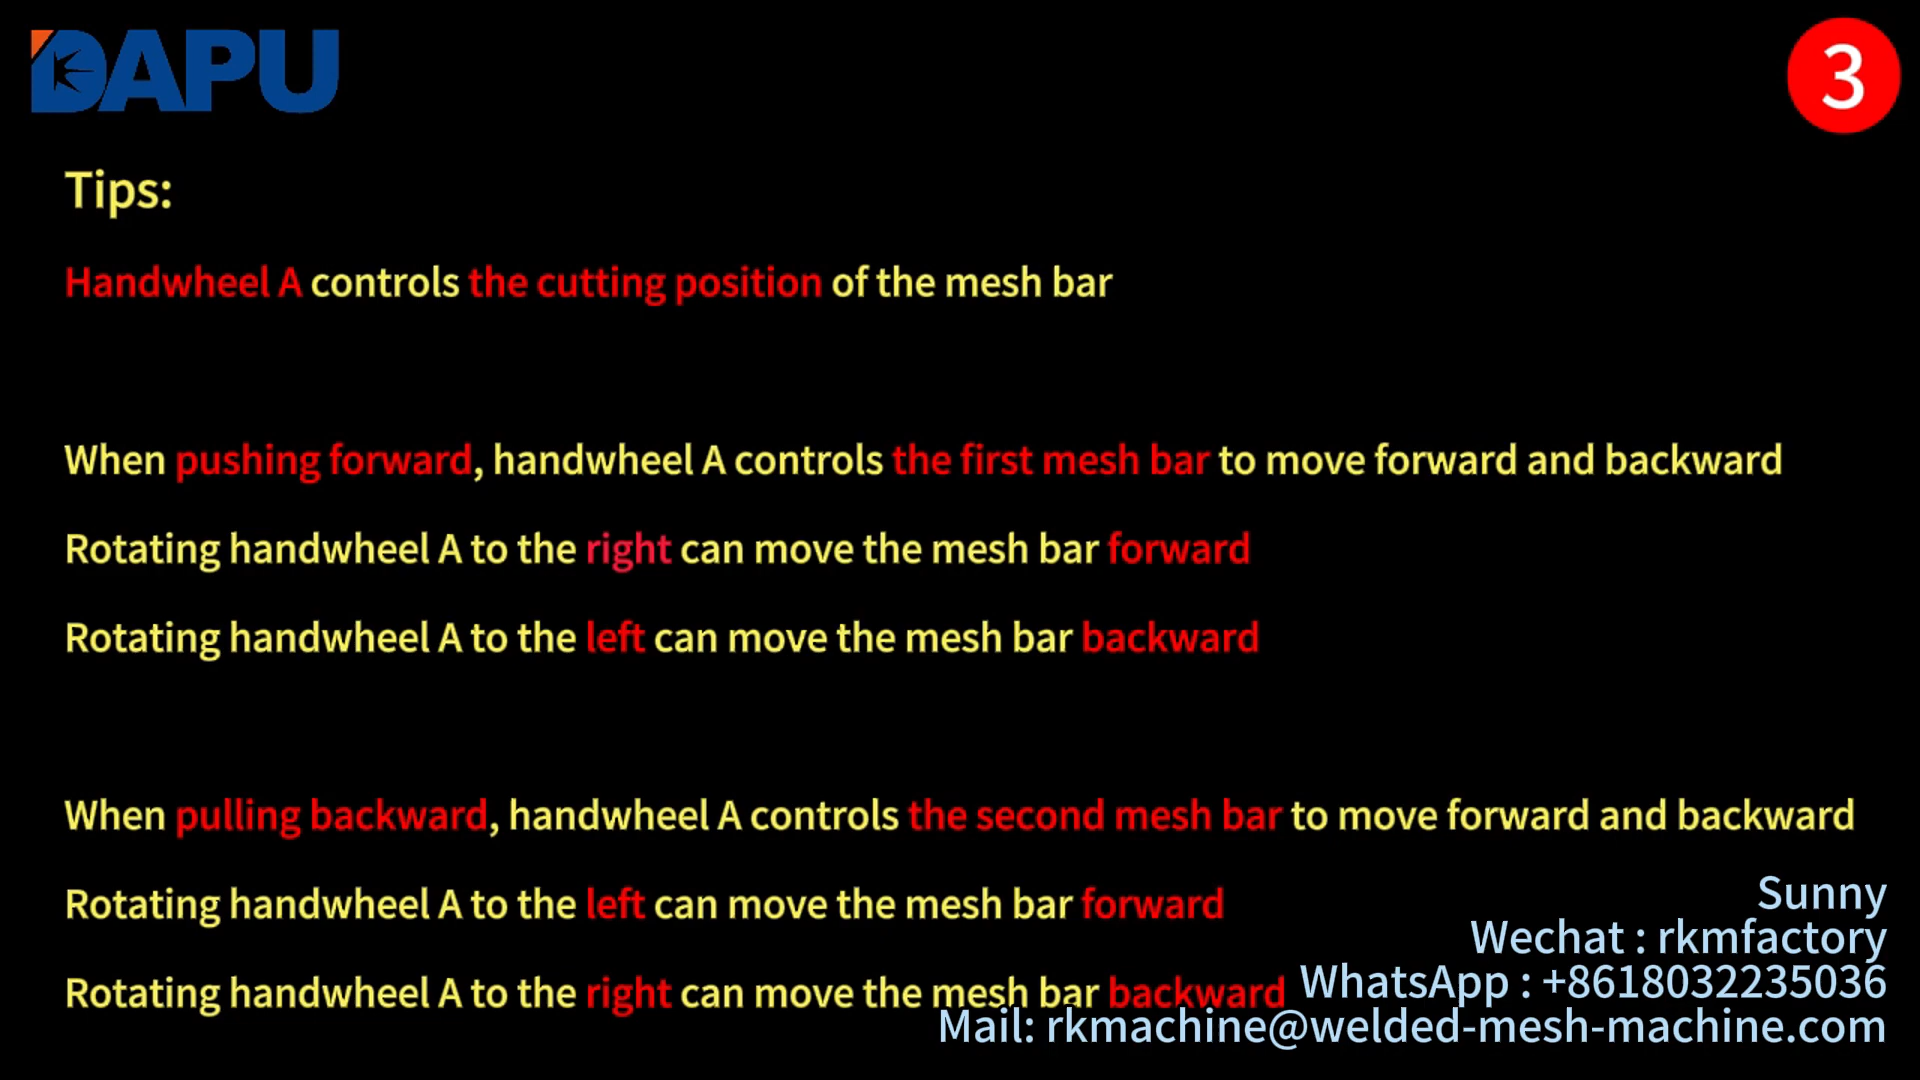 DAPU
3
Tips:
Handwheel A controls the cutting position of the mesh bar
When pushing forward, handwheel A controls the first mesh bar to move forward and backward
Rotating handwheel A to the right can move the mesh bar forward
Rotating handwheel A to the left can move the mesh bar backward
When pulling backward, handwheel A controls the second mesh bar to move forward and backward
Rotating handwheel A to the left can move the mesh bar forward
Rotating handwheel A to the right can move the mesh bar backward
Sunny
Wechat : rkmfactory
WhatsApp : +8618032235036
Mail: rkmachine@welded-mesh-machine.com